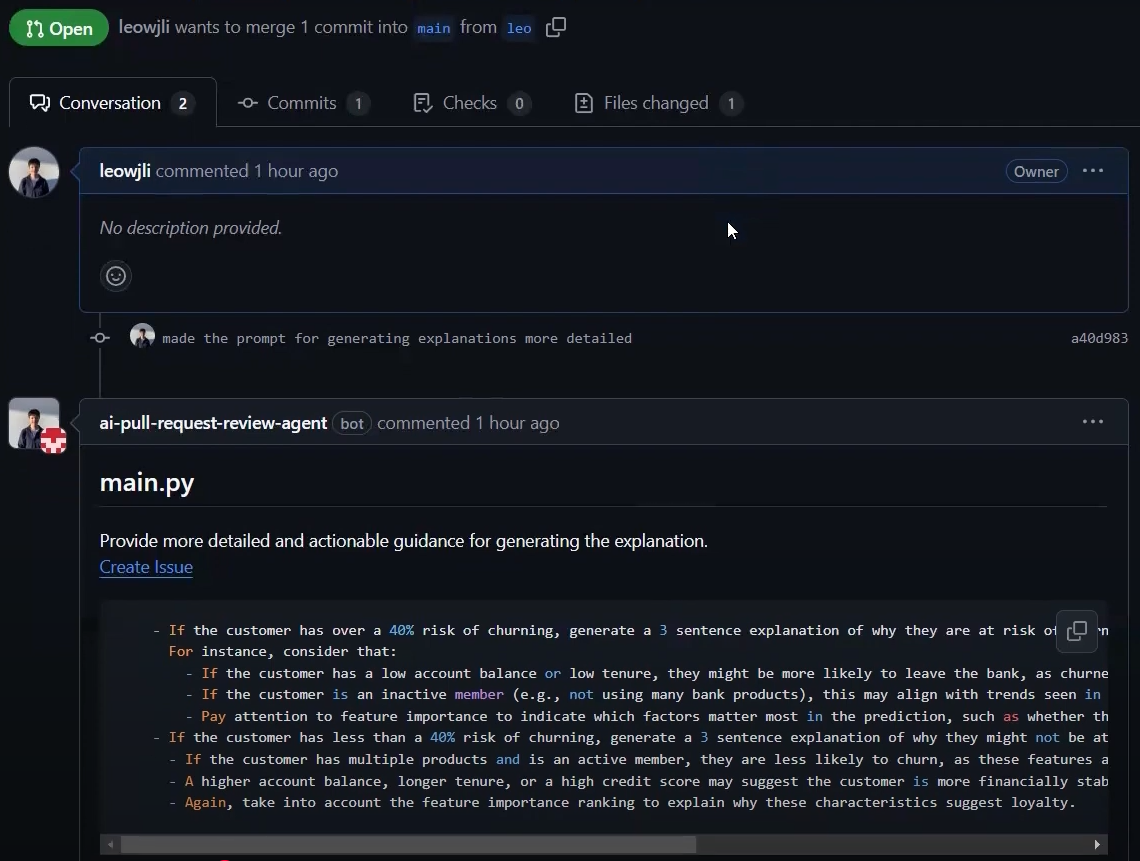 Open leowjli wants to merge 1 commit into main from leo
Conversation 2 Commits 1 Checks 0 Files changed 1
leowjli commented 1 hour ago Owner
No description provided.
made the prompt for generating explanations more detailed a40d983
ai-pull-request-review-agent bot commented 1 hour ago
main.py
Provide more detailed and actionable guidance for generating the explanation.
Create Issue
- If the customer has over a 40% risk of churning, generate a 3 sentence explanation of why they are at risk of
For instance, consider that:
- If the customer has a low account balance or low tenure, they might be more likely to leave the bank, as churne
- If the customer is an inactive member (e.g., not using many bank products), this may align with trends seen in
- Pay attention to feature importance to indicate which factors matter most in the prediction, such as whether th
- If the customer has less than a 40% risk of churning, generate a 3 sentence explanation of why they might not be at
- If the customer has multiple products and is an active member, they are less likely to churn, as these features a
- A higher account balance, longer tenure, or a high credit score may suggest the customer is more financially stab
- Again, take into account the feature importance ranking to explain why these characteristics suggest loyalty.